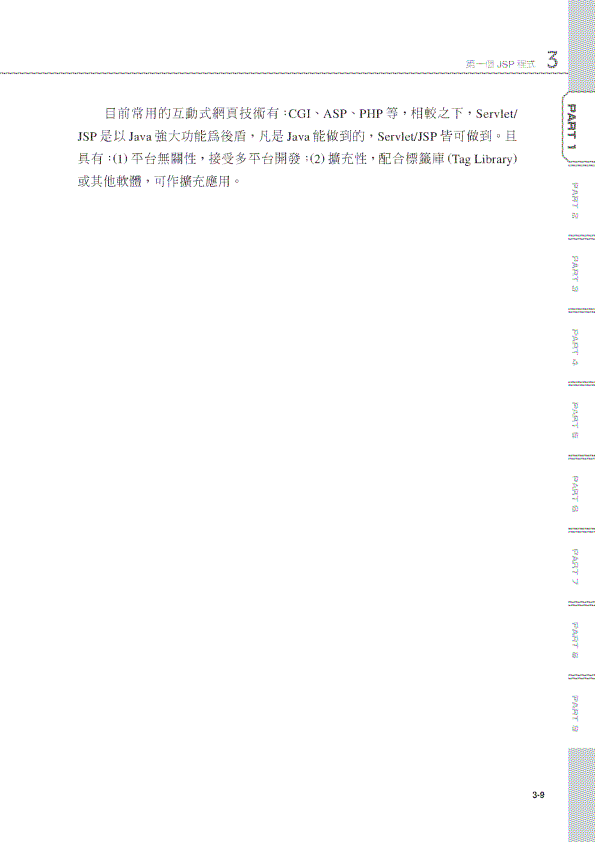 第一個 JSP 程式 3
目前常用的互動式網頁技術有：CGI、ASP、PHP 等，相較之下，Servlet/
JSP 是以 Java 強大功能為後盾，凡是 Java 能做到的，Servlet/JSP 皆可做到。且
具有：(1) 平台無關性，接受多平台開發；(2) 擴充性，配合標籤庫 (Tag Library)
或其他軟體，可作擴充應用。
PART 1
PART 2
PART 3
PART 4
PART 5
PART 6
PART 7
PART 8
PART 9
3-9